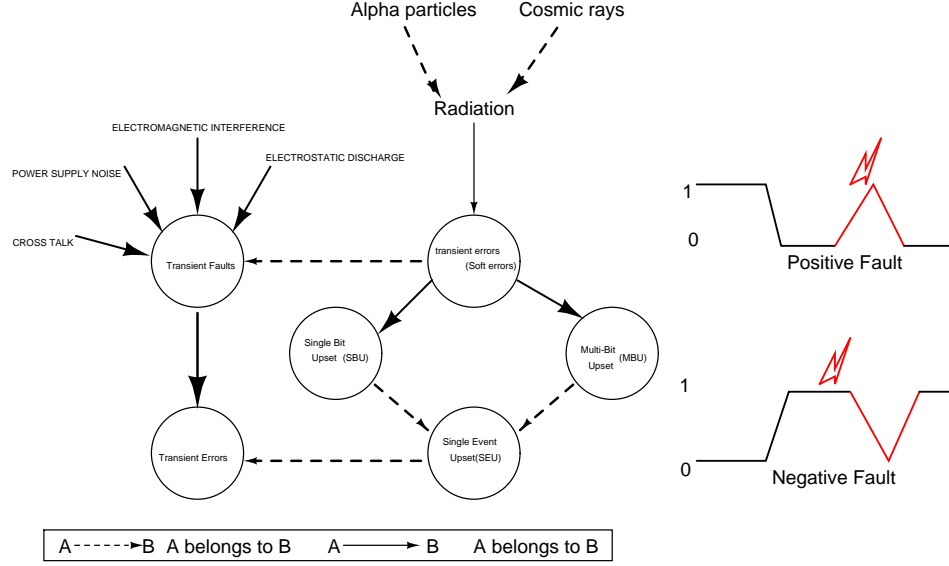 Alpha particles
Cosmic rays
Radiation
ELECTROMAGNETIC INTERFERENCE
ELECTROSTATIC DISCHARGE
POWER SUPPLY NOISE
CROSS TALK
Transient Faults
transient errors
(Soft errors)
Single Bit
Upset (SBU)
Multi-Bit (MBU)
Upset
Transient Errors
Single Event
Upset(SEU)
1
0
Positive Fault
1
0
Negative Fault
A B A belongs to B A B A belongs to B